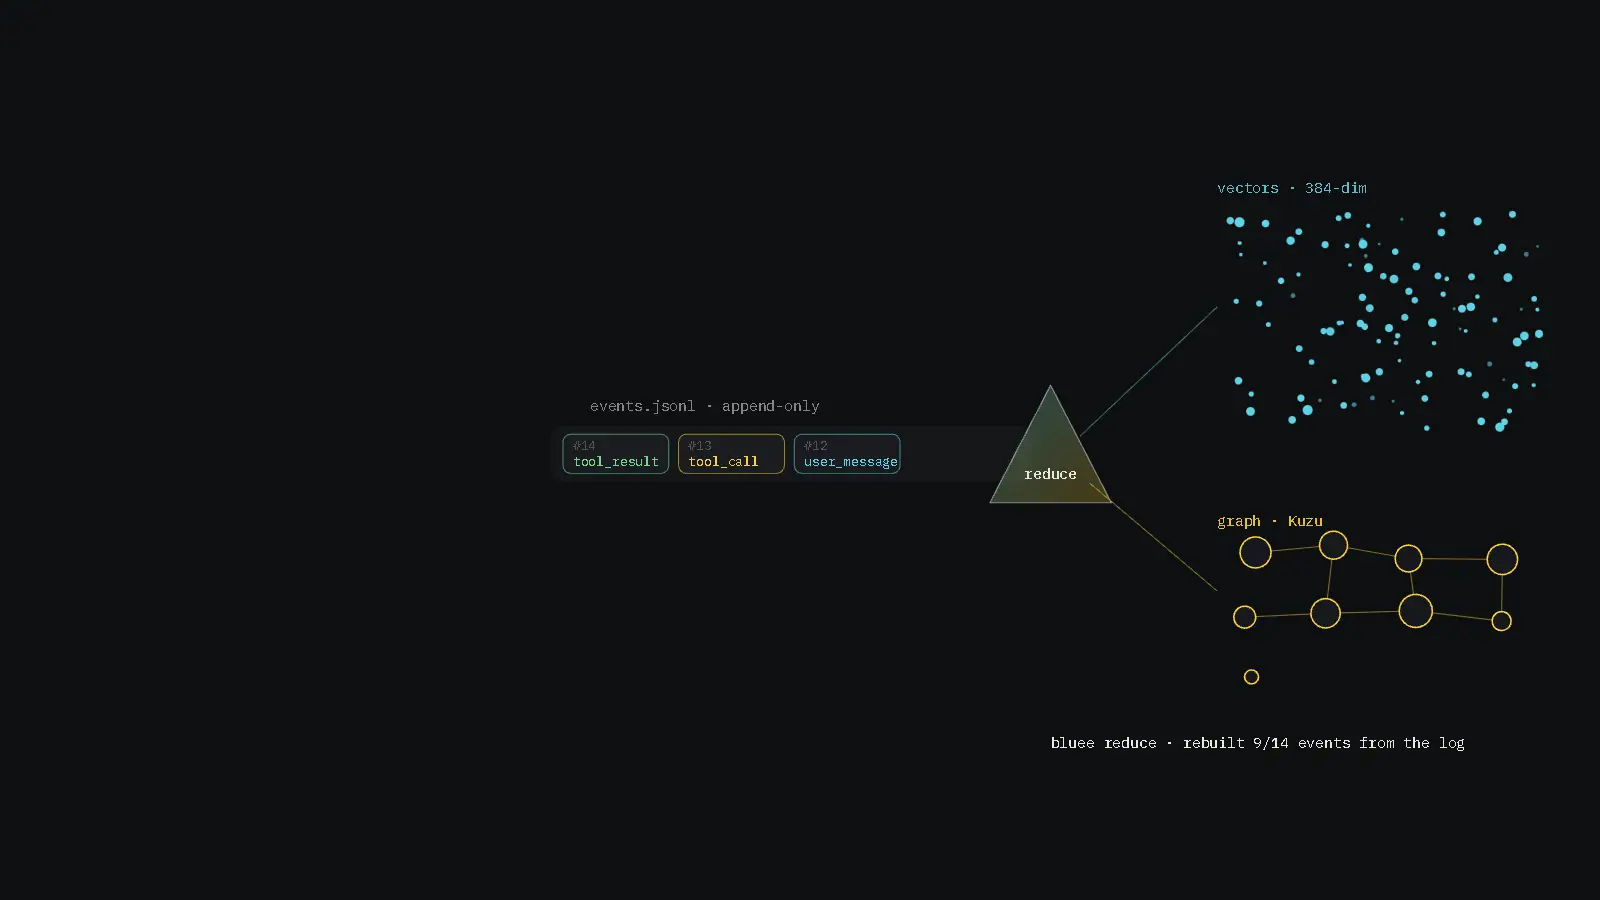 vectors · 384-dim
events.jsonl · append-only
#14
tool_result
#13
tool_call
#12
user_message
reduce
graph · Kuzu
bluee reduce · rebuilt 9/14 events from the log